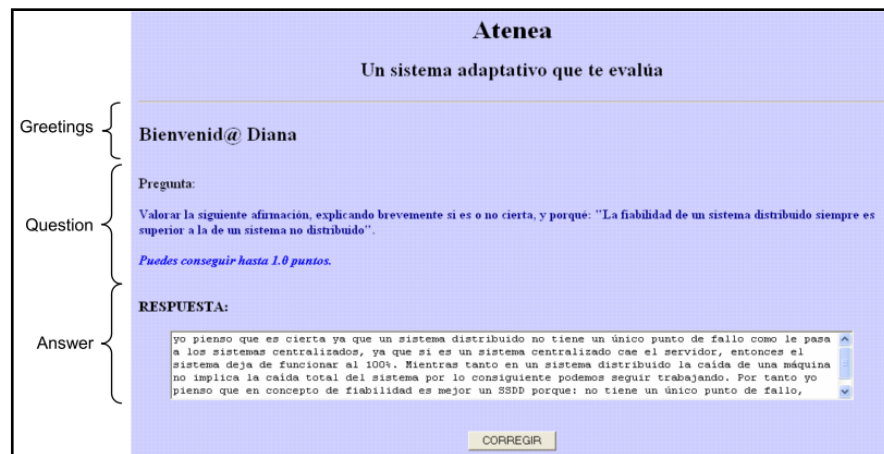 Atenea
Un sistema adaptativo que te evalúa
Greetings
Bienvenid@ Diana
Pregunta:
Question
Valorar la siguiente afirmación, explicando brevemente si es o no cierta, y porqué: "La fiabilidad de un sistema distribuido siempre es
superior a la de un sistema no distribuido".
Puedes conseguir hasta 1.0 puntos.
RESPUESTA:
Answer
yo pienso que es cierta ya que un sistema distribuido no tiene un único punto de fallo como le pasa
a los sistemas centralizados, ya que si es un sistema centralizado cae el servidor, entonces el
sistema deja de funcionar al 100%. Mientras tanto en un sistema distribuido la caída de una máquina
no implica la caída total del sistema por lo consiguiente podemos seguir trabajando. Por tanto yo
pienso que en concepto de fiabilidad es mejor un SSDD porque: no tiene un único punto de fallo,
CORREGIR